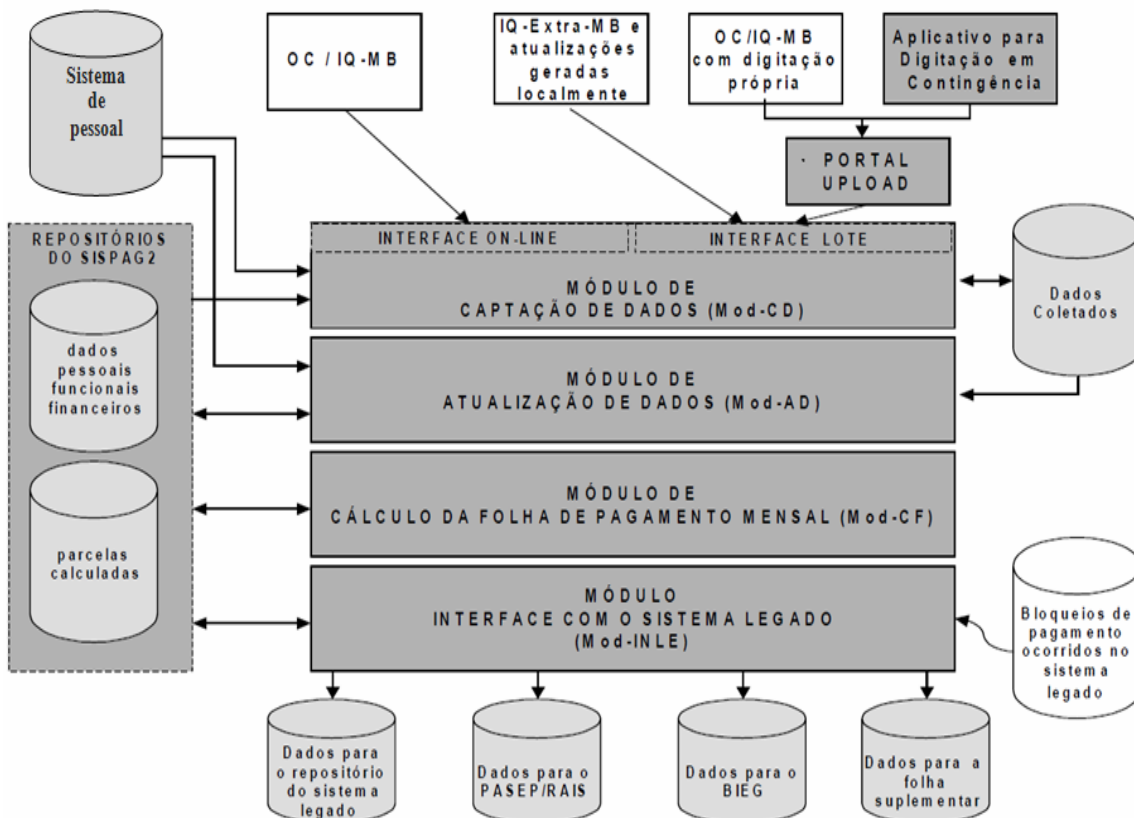 Sistema
de
pessoal
OC / IQ-MB
IQ-Extra-MB e
atualizações
geradas
localmente
OC/IQ-MB
com digitação
própria
Aplicativo para
Digitação em
Contingência
PORTAL
UPLOAD
REPOSITÓRIOS
DO SISPAG2
dados
pessoais
funcionais
financeiros
parcelas
calculadas
INTERFACE ON-LINE
INTERFACE LOTE
MÓDULO DE
CAPTAÇÃO DE DADOS (Mod-CD)
Dados
Coletados
MÓDULO DE
ATUALIZAÇÃO DE DADOS (Mod-AD)
MÓDULO DE
CÁLCULO DA FOLHA DE PAGAMENTO MENSAL (Mod-CF)
MÓDULO
INTERFACE COM O SISTEMA LEGADO
(Mod-INLE)
Bloqueios de
pagamento
ocorridos no
sistema
legado
Dados para
o repositório
do sistema
legado
Dados para o
PASEP/RAIS
Dados para o
BIEG
Dados para a
folha
suplementar